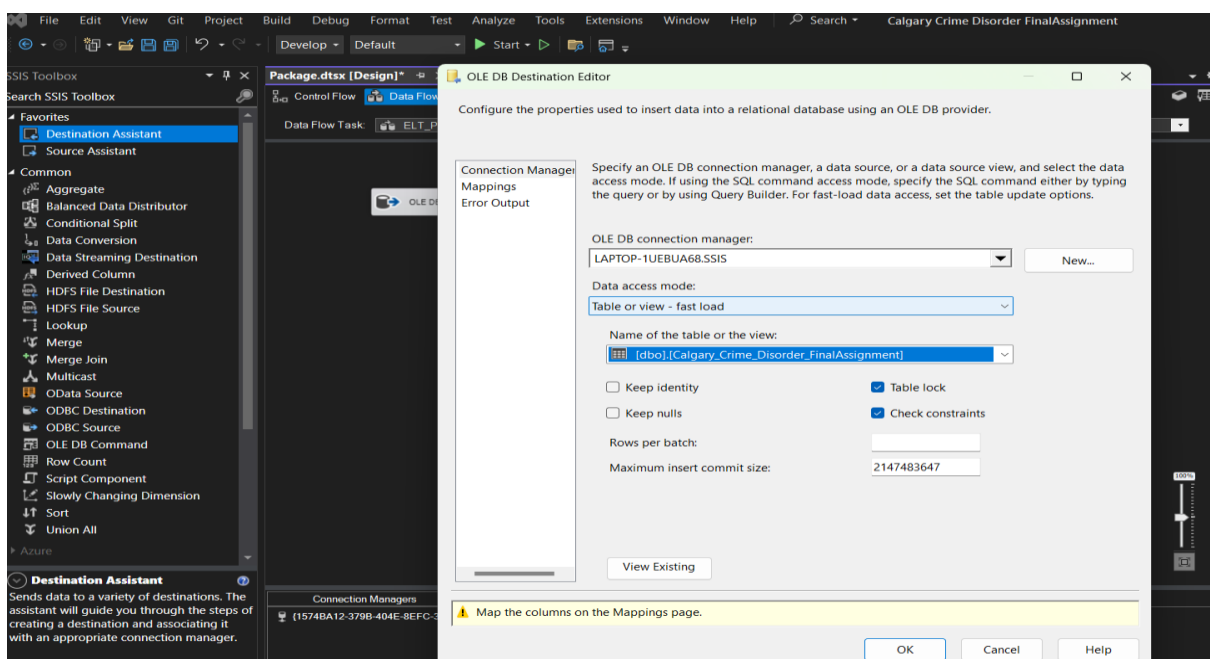 File Edit View Git Project Build Debug Format Test Analyze Tools Extensions Window Help Search Calgary Crime Disorder FinalAssignment
Develop Default Start
SSIS Toolbox
Search SSIS Toolbox
Favorites
Destination Assistant
Source Assistant
Common
Aggregate
Balanced Data Distributor
Conditional Split
Data Conversion
Data Streaming Destination
Derived Column
HDFS File Destination
HDFS File Source
Lookup
Merge
Merge Join
Multicast
OData Source
ODBC Destination
ODBC Source
OLE DB Command
Row Count
Script Component
Slowly Changing Dimension
Sort
Union All
Azure
Destination Assistant
Sends data to a variety of destinations. The
assistant will guide you through the steps of
creating a destination and associating it
with an appropriate connection manager.
Package.dtsx [Design]*
Control Flow Data Flow
Data Flow Task: ELT_P
OLE DB
Connection Managers
{1574BA12-379B-404E-8EFC-3
OLE DB Destination Editor
Configure the properties used to insert data into a relational database using an OLE DB provider.
Connection Manager
Mappings
Error Output
Specify an OLE DB connection manager, a data source, or a data source view, and select the data
access mode. If using the SQL command access mode, specify the SQL command either by typing
the query or by using Query Builder. For fast-load data access, set the table update options.
OLE DB connection manager:
LAPTOP-1UEBUA68.SSIS
New...
Data access mode:
Table or view - fast load
Name of the table or the view:
[dbo].[Calgary_Crime_Disorder_FinalAssignment]
Keep identity Table lock
Keep nulls Check constraints
Rows per batch:
Maximum insert commit size: 2147483647
View Existing
Map the columns on the Mappings page.
OK Cancel Help
100%